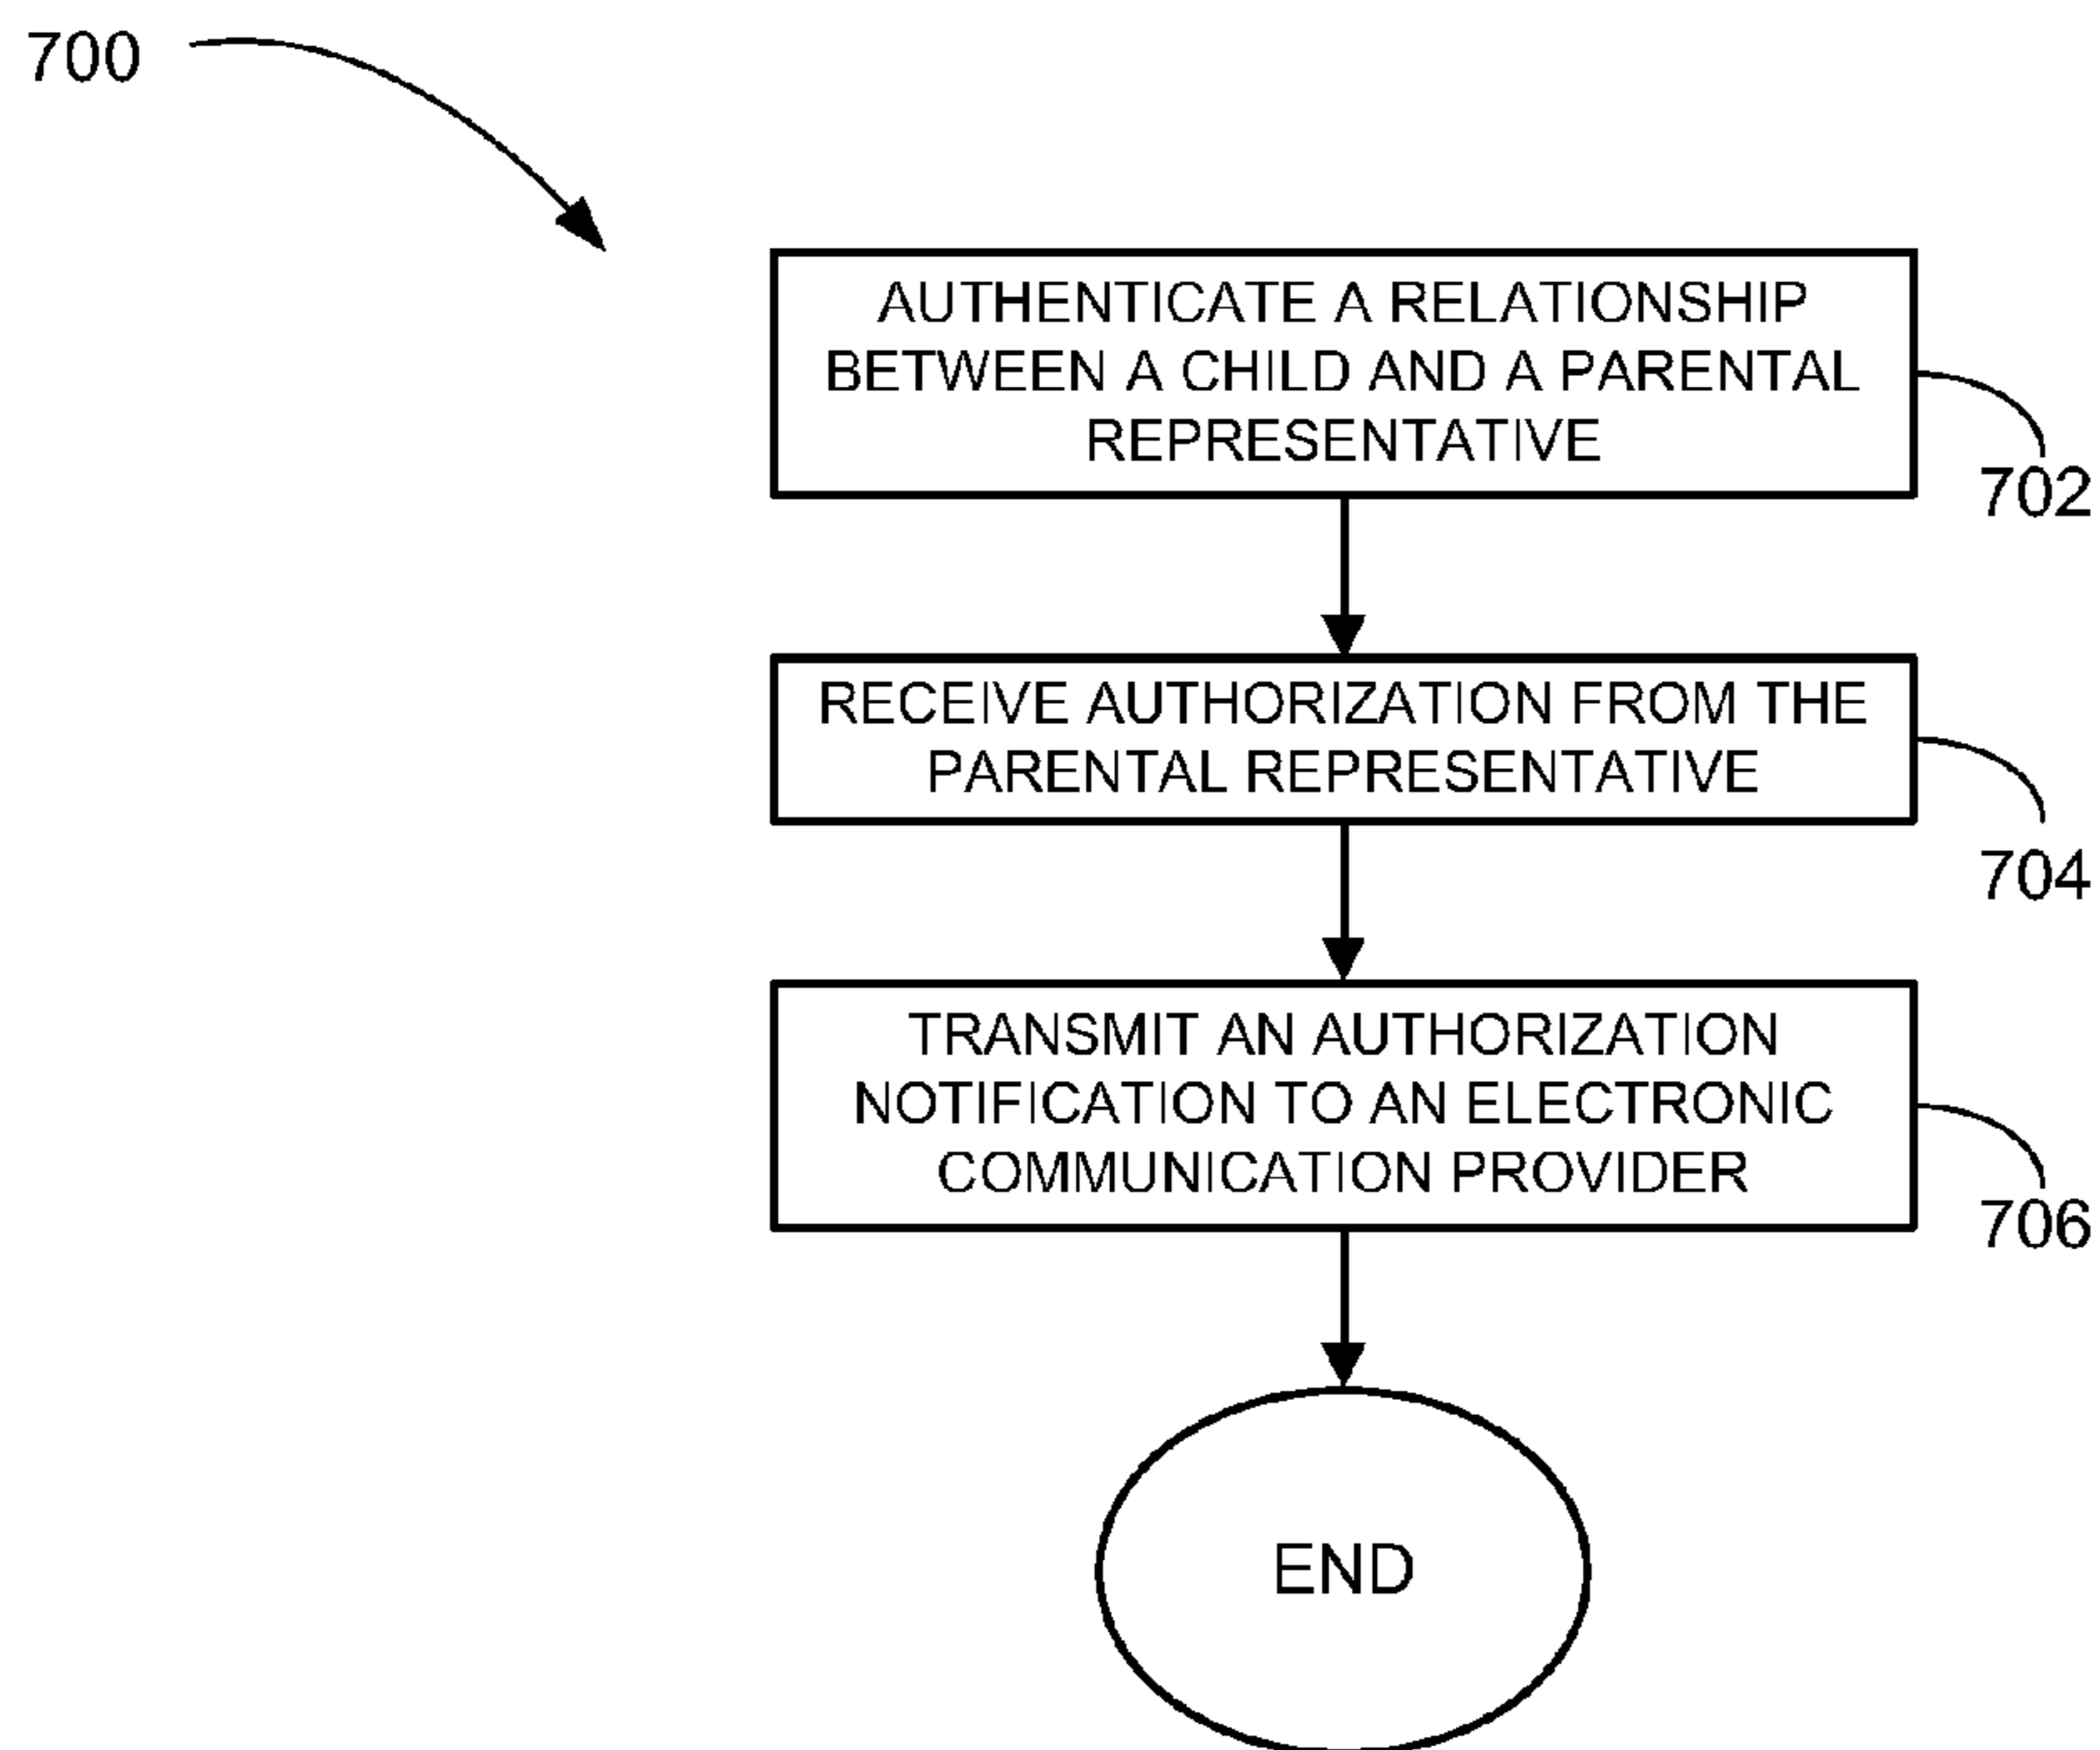 700
AUTHENTICATE A RELATIONSHIP
BETWEEN A CHILD AND A PARENTAL
REPRESENTATIVE
702
RECEIVE AUTHORIZATION FROM THE
PARENTAL REPRESENTATIVE
704
TRANSMIT AN AUTHORIZATION
NOTIFICATION TO AN ELECTRONIC
COMMUNICATION PROVIDER
706
END